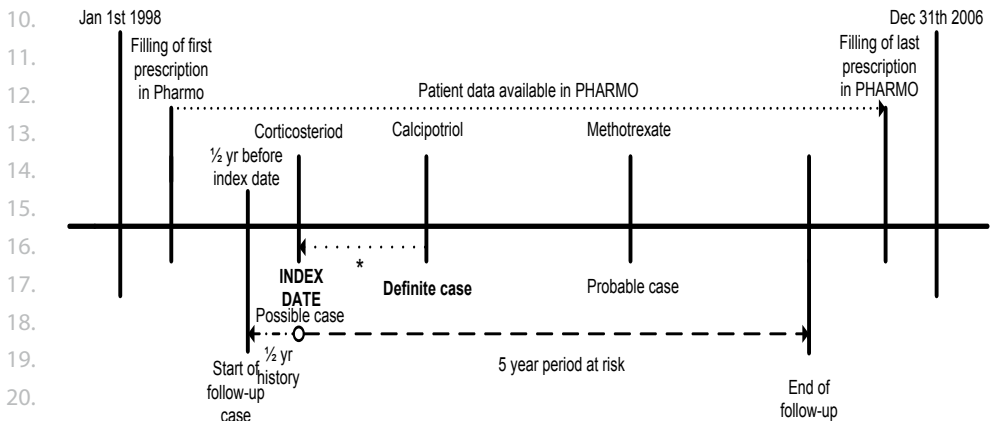 10.
11.
12.
13.
14.
15.
16.
17.
18.
19.
20.
Jan 1st 1998
Dec 31th 2006
Filling of first
prescription
in Pharmo
Filling of last
prescription
in PHARMO
Patient data available in PHARMO
Corticosteriod
Calcipotriol
Methotrexate
½ yr before
index date
*
INDEX
DATE
Possible case
Definite case
Probable case
½ yr
history
5 year period at risk
Start of
follow-up
case
End of
follow-up